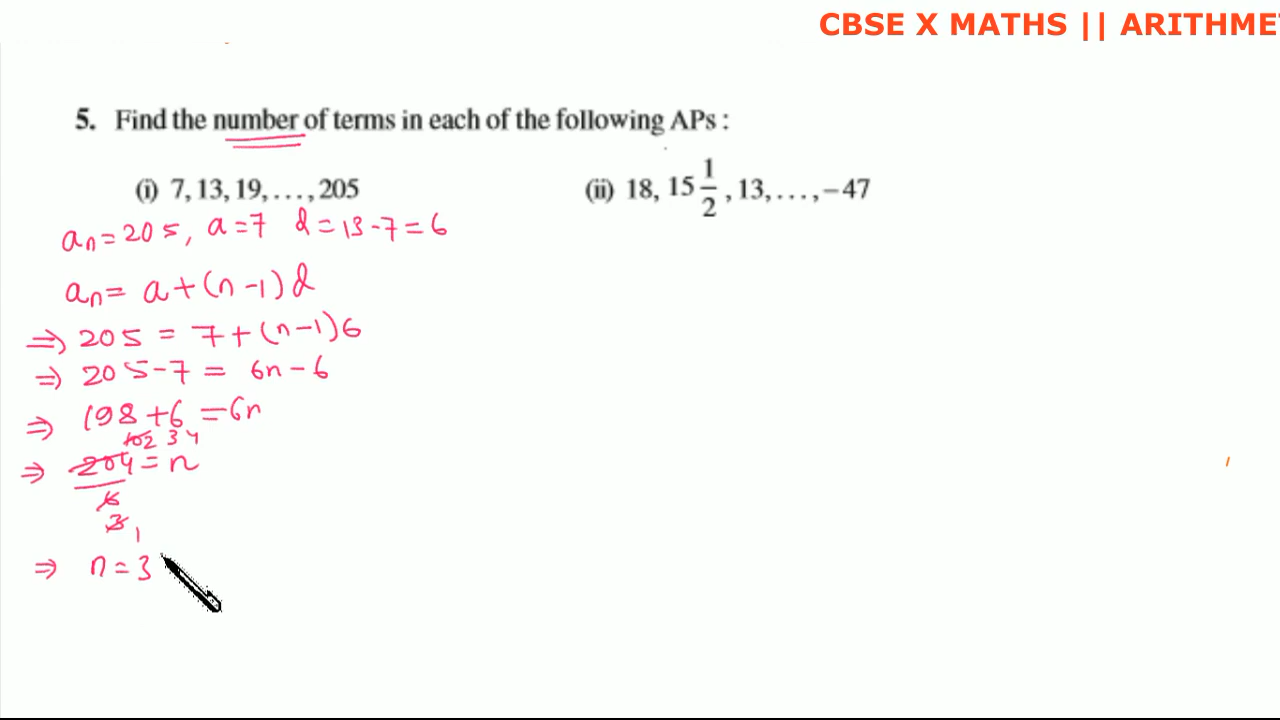 CBSE X MATHS || ARITHME
5. Find the number of terms in each of the following APs :
(i) 7, 13, 19, . . . , 205
(ii) 18, 15 1/2 , 13, . . . , –47
aₙ = 205, a = 7 d = 13 - 7 = 6
aₙ = a + (n - 1) d
⇒ 205 = 7 + (n - 1) 6
⇒ 205 - 7 = 6n - 6
⇒ 198 + 6 = 6n
102 34
⇒ 204 = n
6
3 1
⇒ n = 3